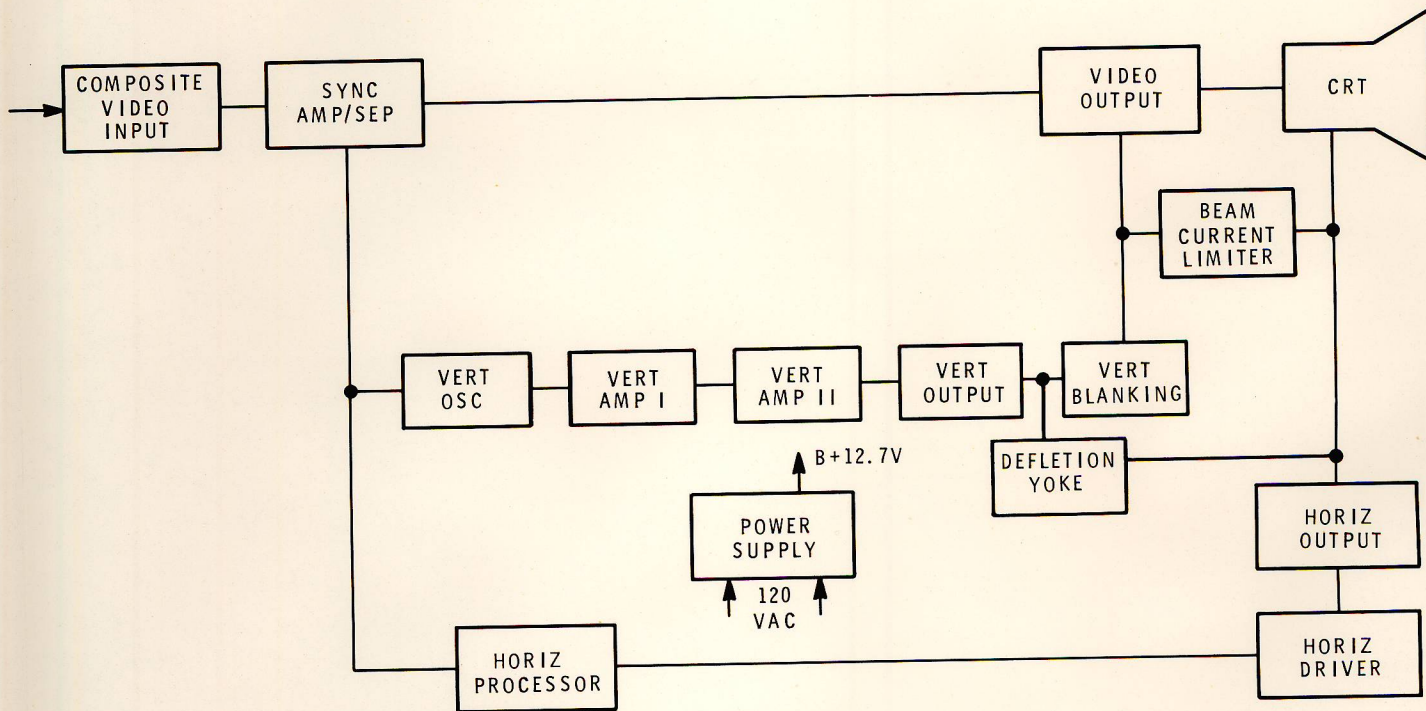 COMPOSITE
VIDEO
INPUT
SYNC
AMP/SEP
VIDEO
OUTPUT
CRT
BEAM
CURRENT
LIMITER
VERT
OSC
VERT
AMP I
VERT
AMP II
VERT
OUTPUT
VERT
BLANKING
DEFLETION
YOKE
B+12.7V
POWER
SUPPLY
120
VAC
HORIZ
OUTPUT
HORIZ
PROCESSOR
HORIZ
DRIVER